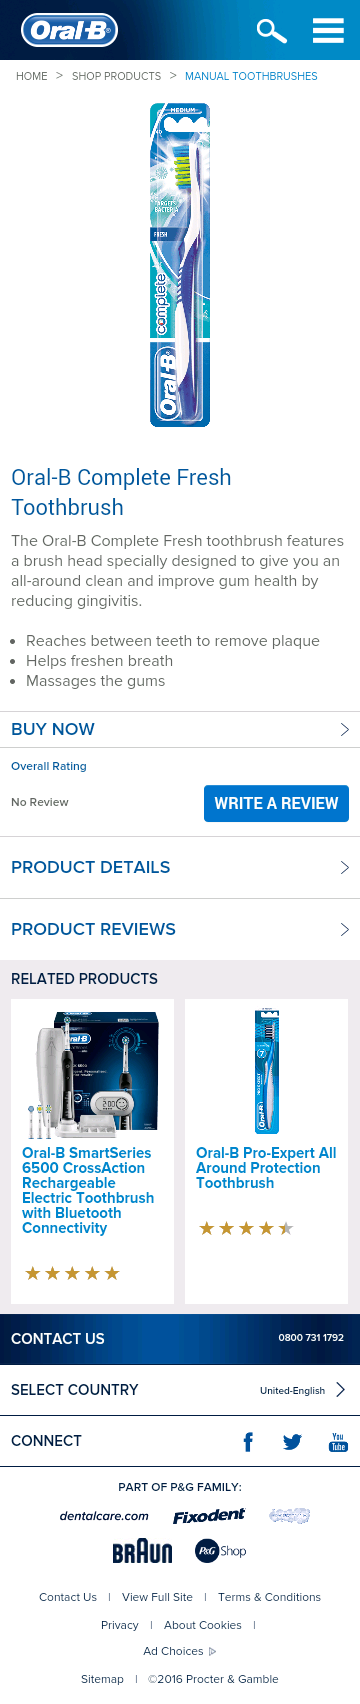 Oral-B
HOME > SHOP PRODUCTS > MANUAL TOOTHBRUSHES
MEDIUM
TARGETS
BACTERIA
FRESH
complete
Oral-B
Oral-B Complete Fresh
Toothbrush
The Oral-B Complete Fresh toothbrush features
a brush head specially designed to give you an
all-around clean and improve gum health by
reducing gingivitis.
• Reaches between teeth to remove plaque
• Helps freshen breath
• Massages the gums
BUY NOW
Overall Rating
No Review
WRITE A REVIEW
PRODUCT DETAILS
PRODUCT REVIEWS
RELATED PRODUCTS
Oral-B
Oral-B
Oral-B SmartSeries
6500 CrossAction
Rechargeable
Electric Toothbrush
with Bluetooth
Connectivity
Oral-B Pro-Expert All
Around Protection
Toothbrush
CONTACT US
0800 731 1792
SELECT COUNTRY
United-English
CONNECT
You
Tube
PART OF P&G FAMILY:
dentalcare.com
Fixodent
BRAUN
P&G Shop
Contact Us | View Full Site | Terms & Conditions
Privacy | About Cookies |
Ad Choices
Sitemap | ©2016 Procter & Gamble